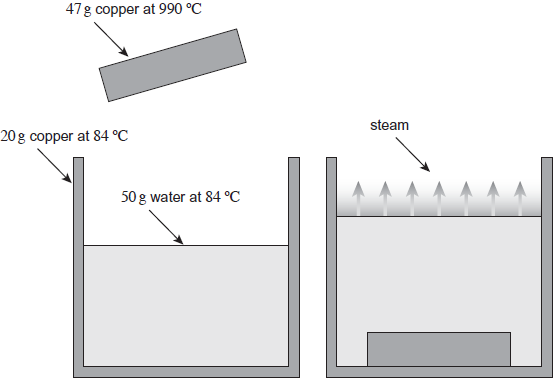 47 g copper at 990 °C
20 g copper at 84 °C
50 g water at 84 °C
steam